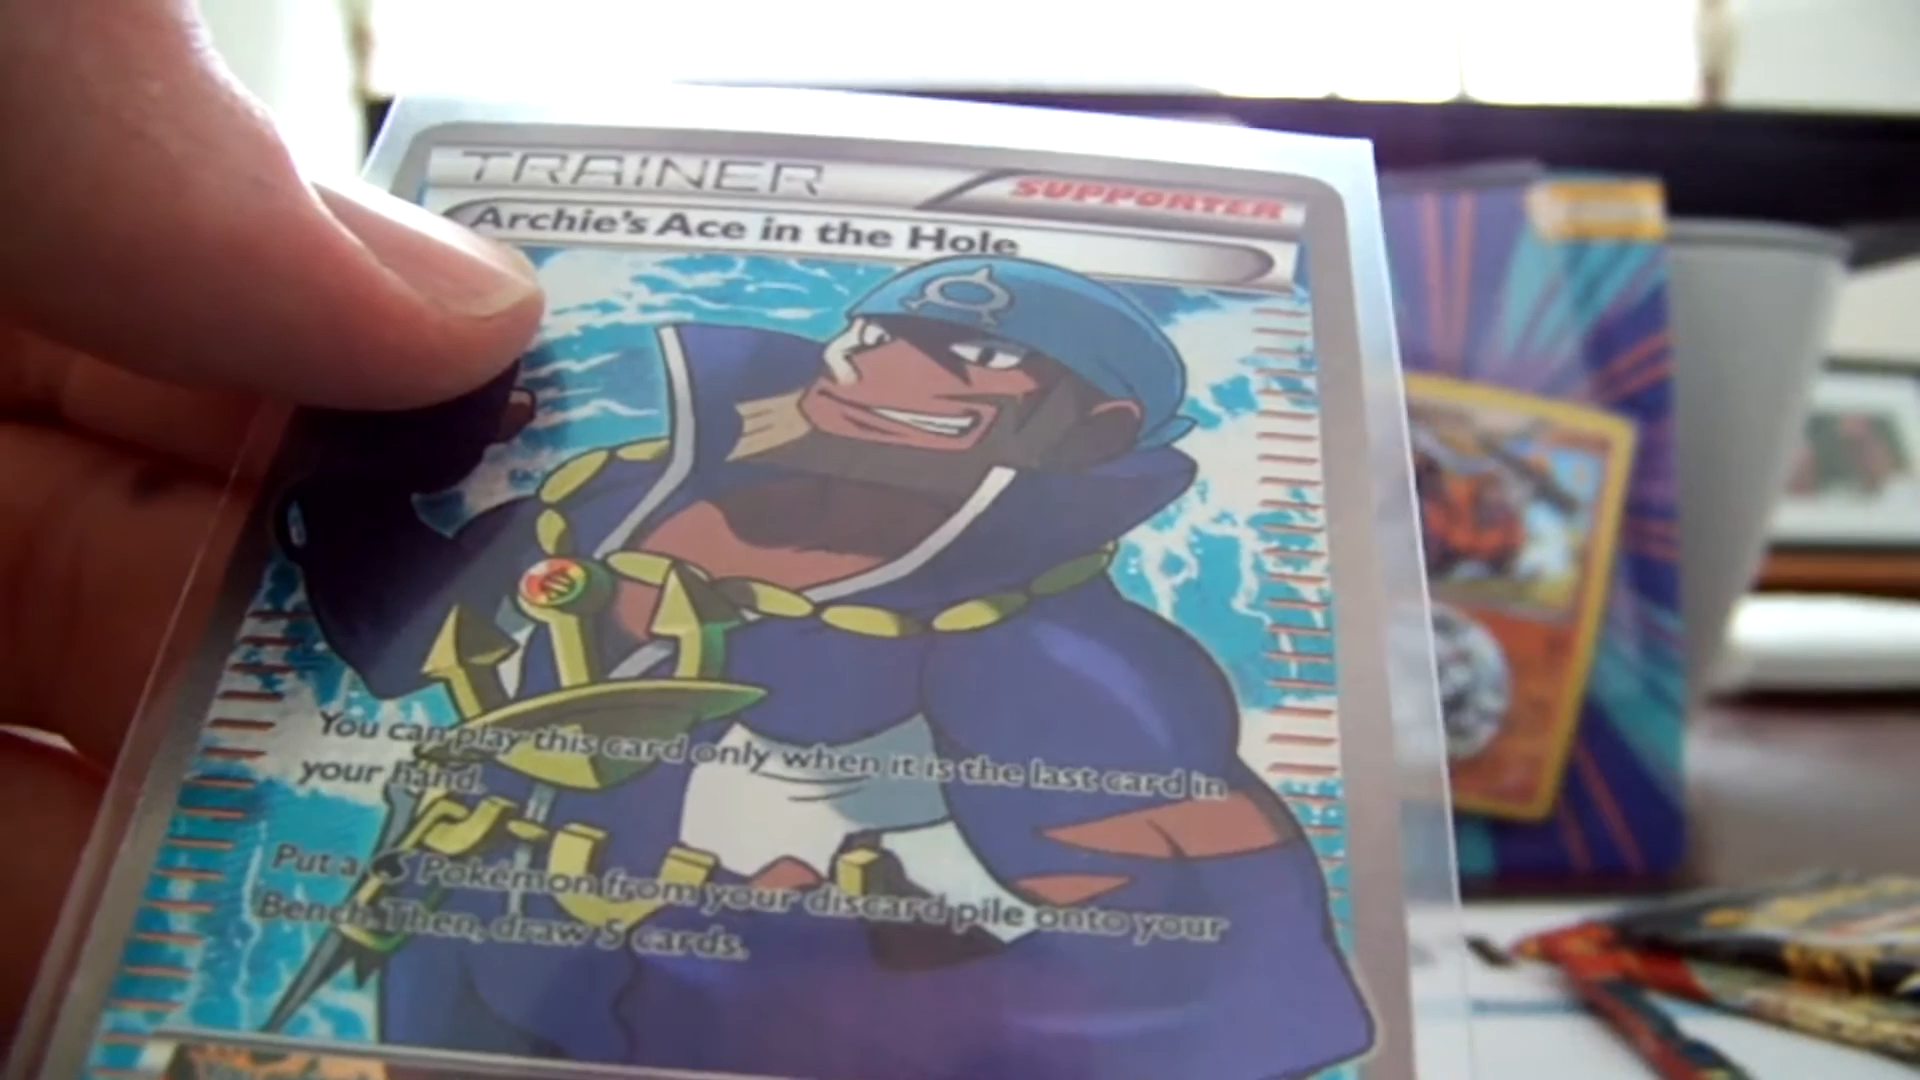 TRAINER
SUPPORTER
Archie's Ace in the Hole
You can play this card only when it is the last card in
your hand.
Put a Pokémon from your discard pile onto your
Bench. Then, draw 5 cards.